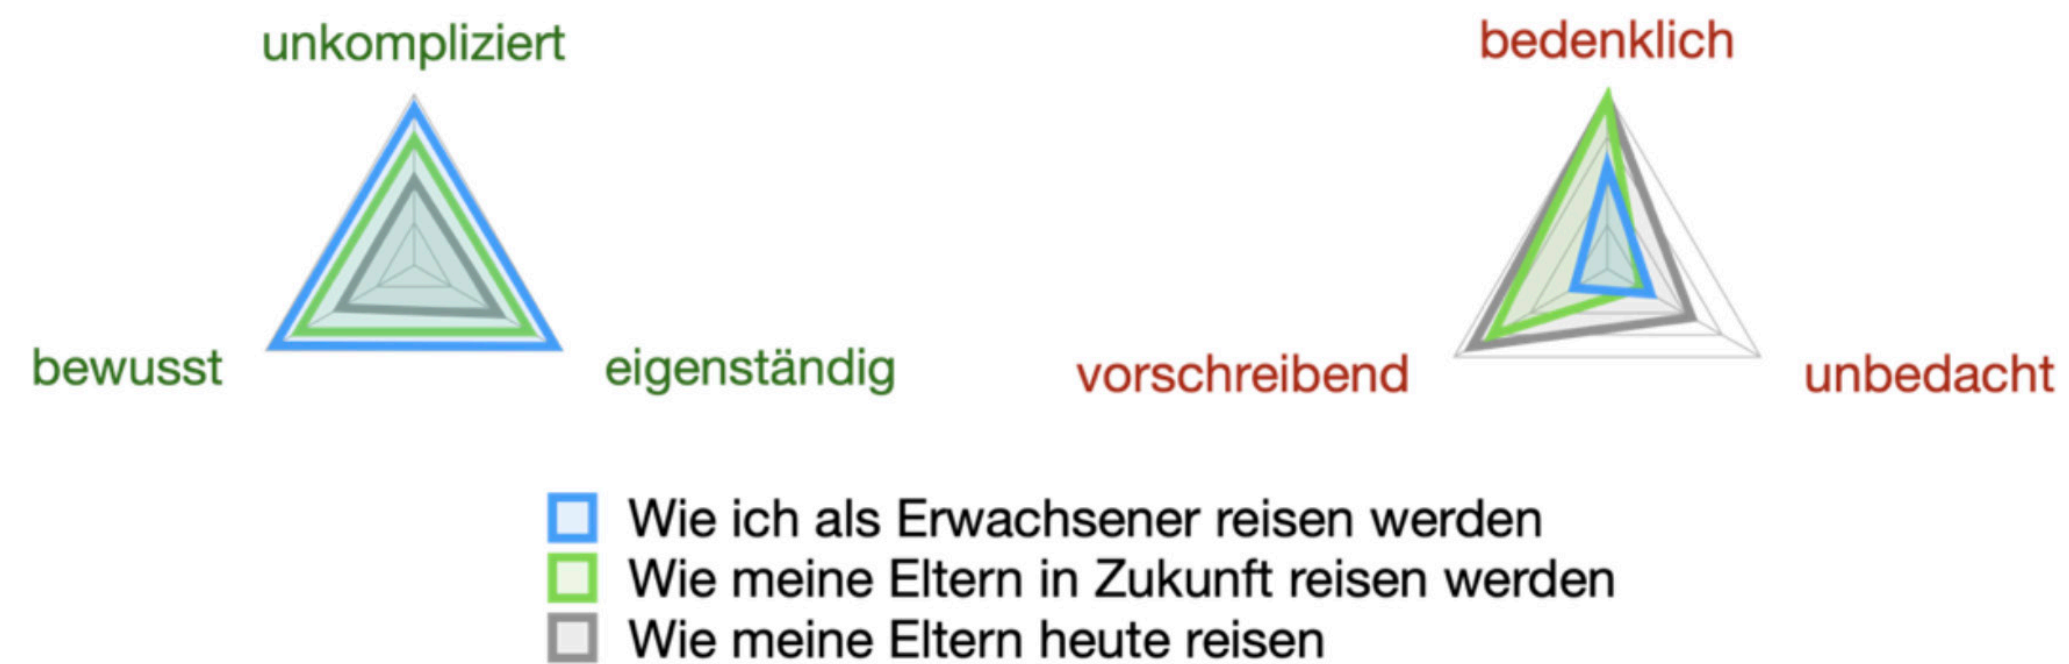 unkompliziert
bewusst
eigenständig
bedenklich
vorschreibend
unbedacht
Wie ich als Erwachsener reisen werden
Wie meine Eltern in Zukunft reisen werden
Wie meine Eltern heute reisen